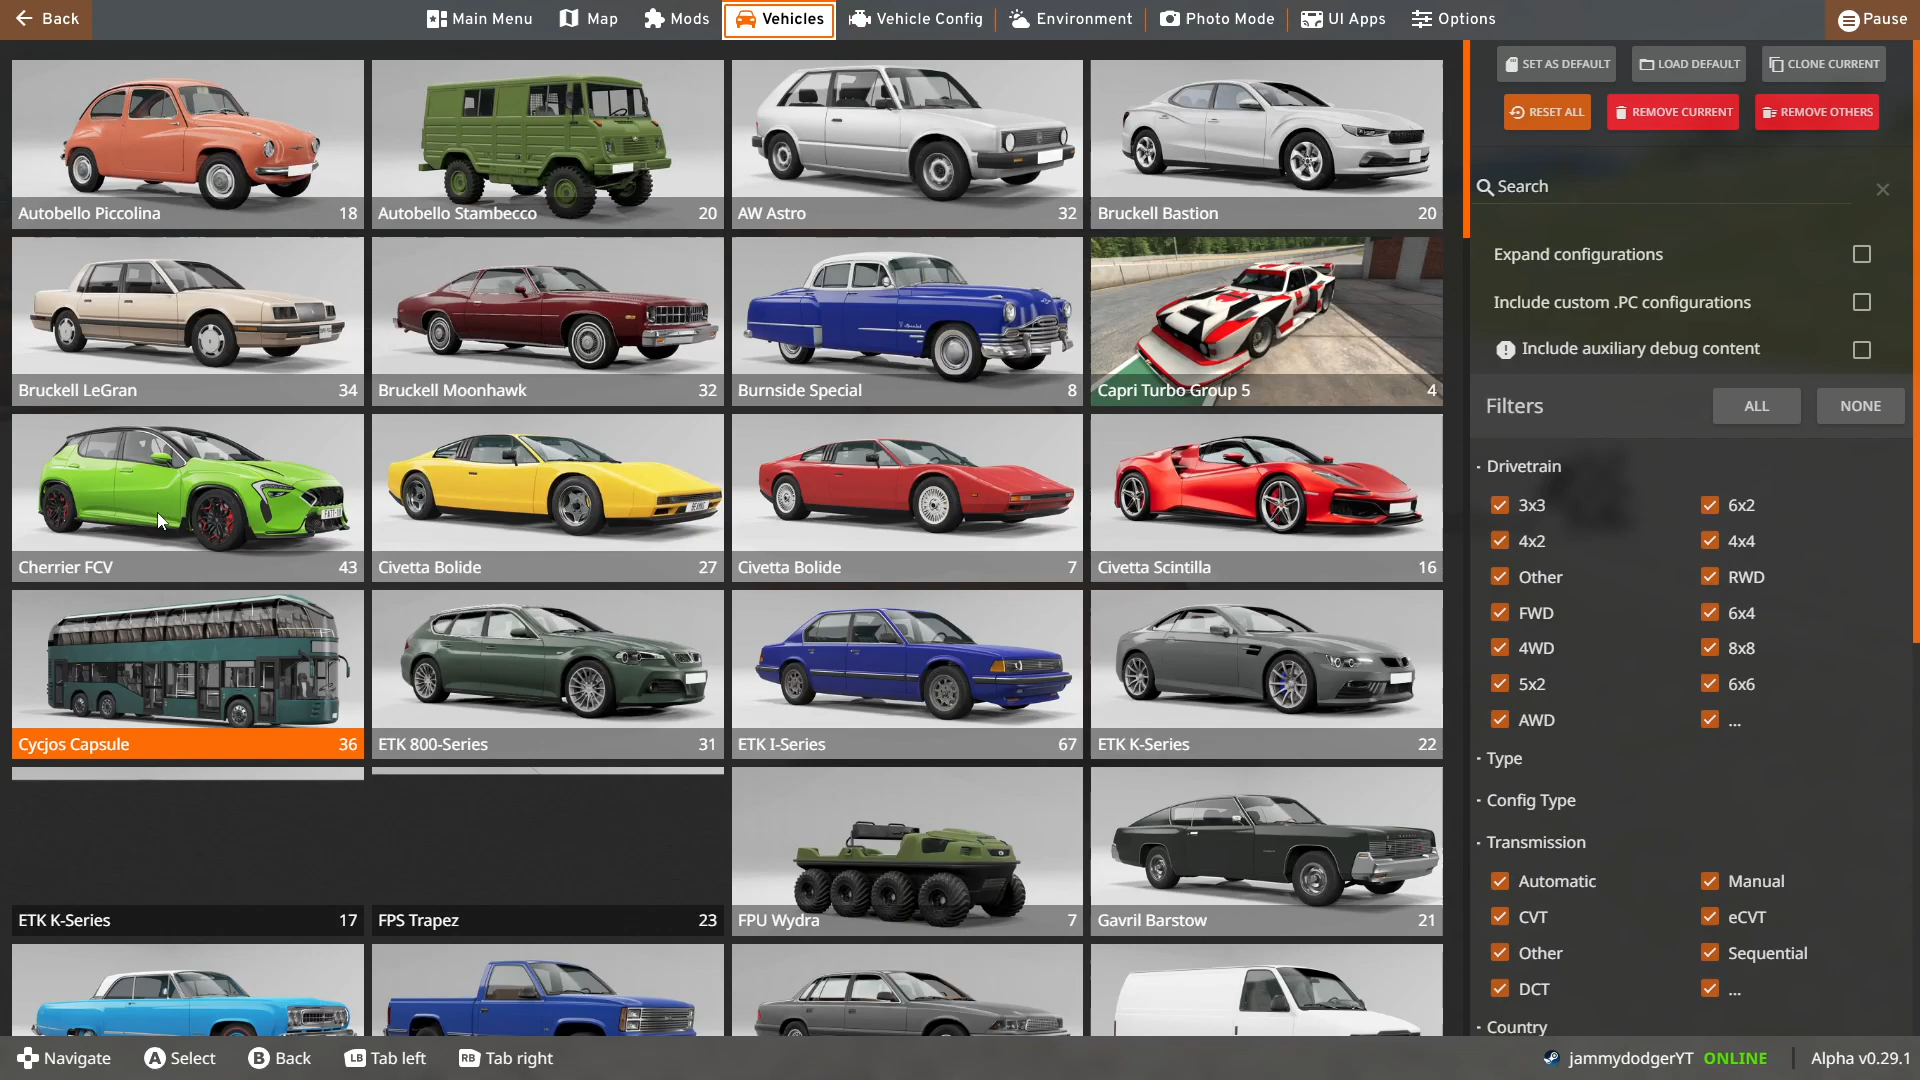 Back
Main Menu
Map
Mods
Vehicles
Vehicle Config
Environment
Photo Mode
UI Apps
Options
Pause
SET AS DEFAULT
LOAD DEFAULT
CLONE CURRENT
RESET ALL
REMOVE CURRENT
REMOVE OTHERS
Autobello Piccolina 18
Autobello Stambecco 20
AW Astro 32
Bruckell Bastion 20
Bruckell LeGran 34
Bruckell Moonhawk 32
Burnside Special 8
Capri Turbo Group 5 4
Cherrier FCV 43
Civetta Bolide 27
Civetta Bolide 7
Civetta Scintilla 16
Cycjos Capsule 36
ETK 800-Series 31
ETK I-Series 67
ETK K-Series 22
ETK K-Series 17
FPS Trapez 23
FPU Wydra 7
Gavril Barstow 21
Search
Expand configurations
Include custom .PC configurations
Include auxiliary debug content
Filters
ALL
NONE
- Drivetrain
3x3 6x2
4x2 4x4
Other RWD
FWD 6x4
4WD 8x8
5x2 6x6
AWD ...
- Type
- Config Type
- Transmission
Automatic Manual
CVT eCVT
Other Sequential
DCT ...
- Country
Navigate
A Select
B Back
LB Tab left
RB Tab right
jammydodgerYT ONLINE
Alpha v0.29.1